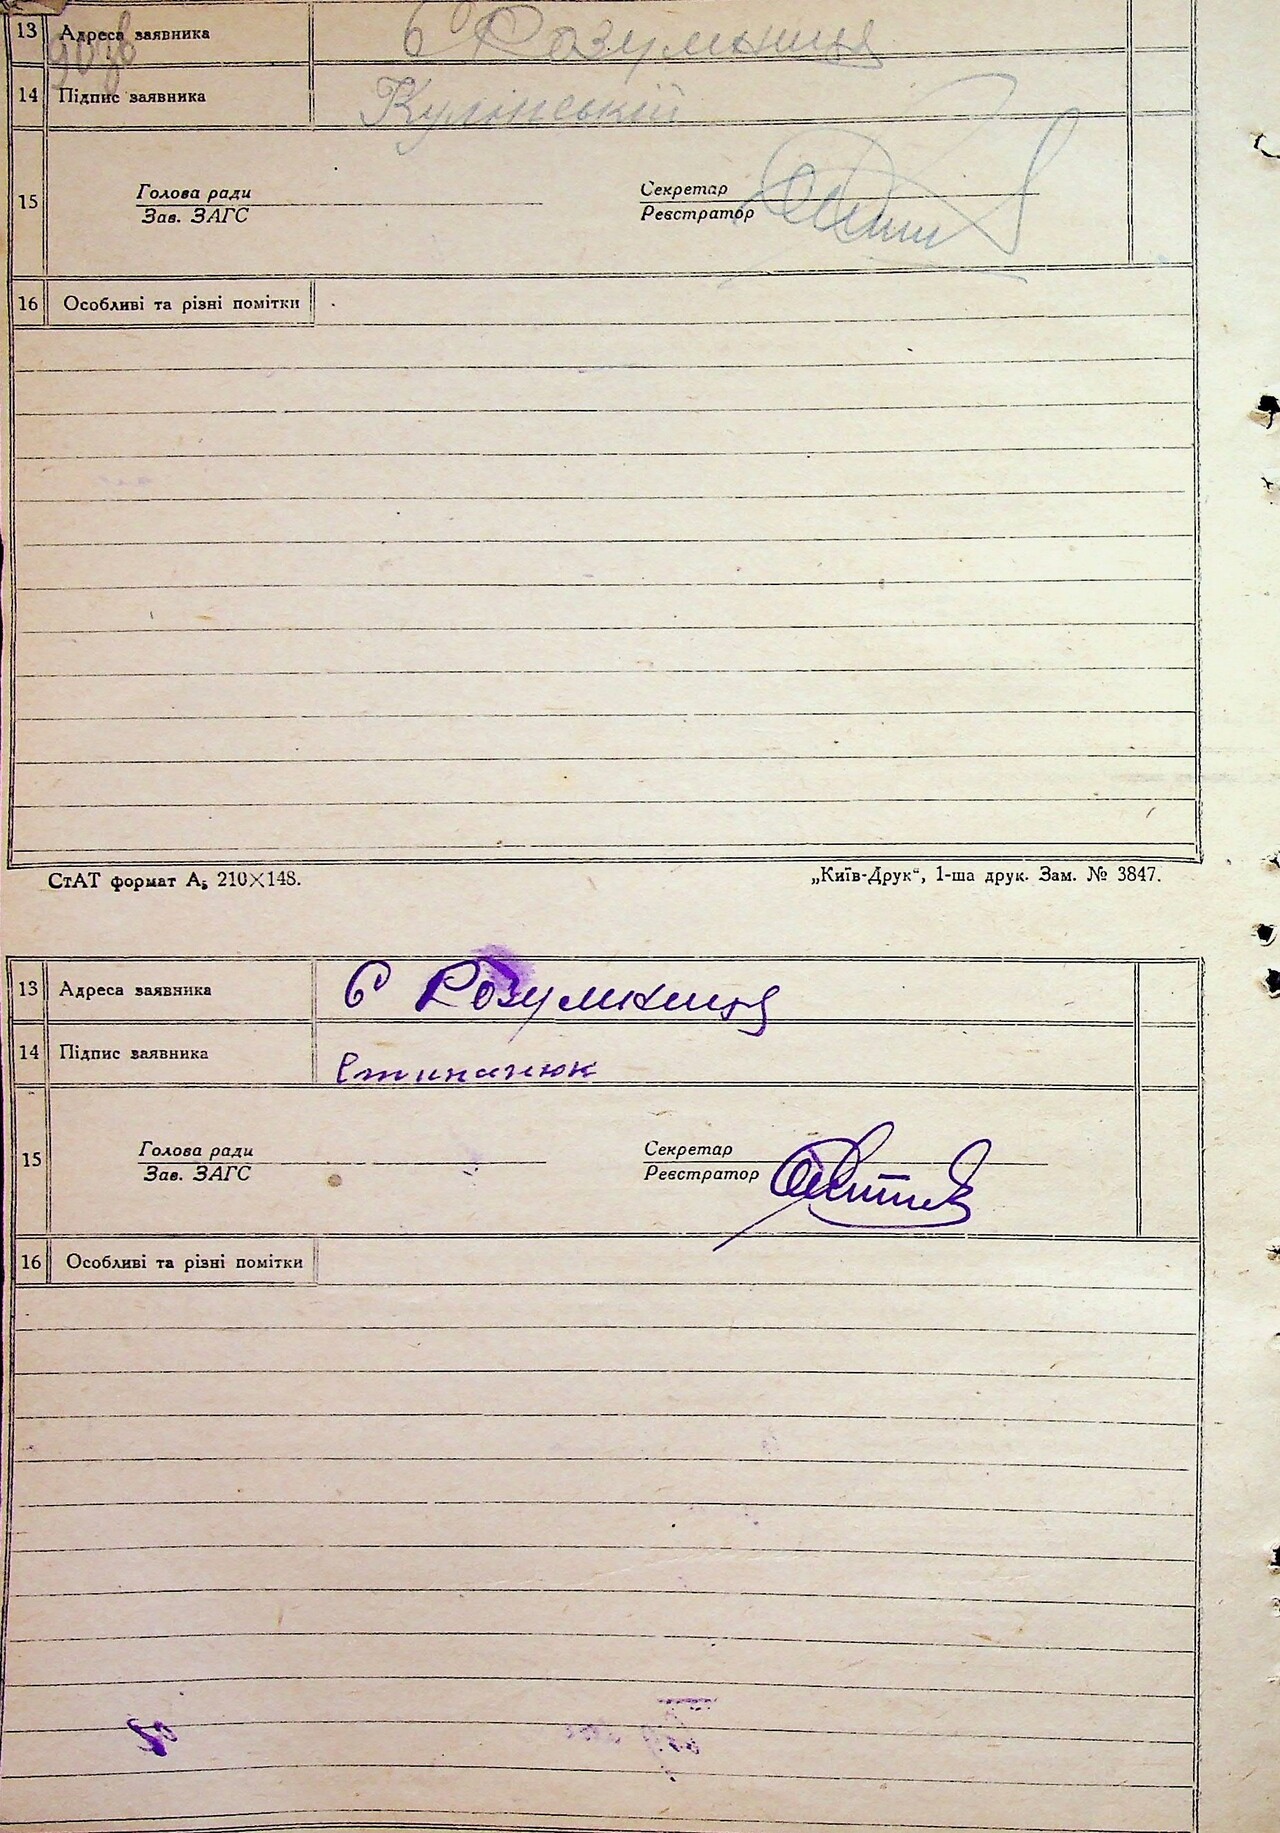 13 Адреса заявника с Розумниця
14 Підпис заявника Кулінській
15 Голова ради Секретар
Зав. ЗАГС Реєстратор
16 Особливі та різні помітки
СтАТ формат А5 210×148. „Київ-Друк“, 1-ша друк. Зам. № 3847.
13 Адреса заявника с Розумниця
14 Підпис заявника Степанюк
15 Голова ради Секретар
Зав. ЗАГС Реєстратор
16 Особливі та різні помітки